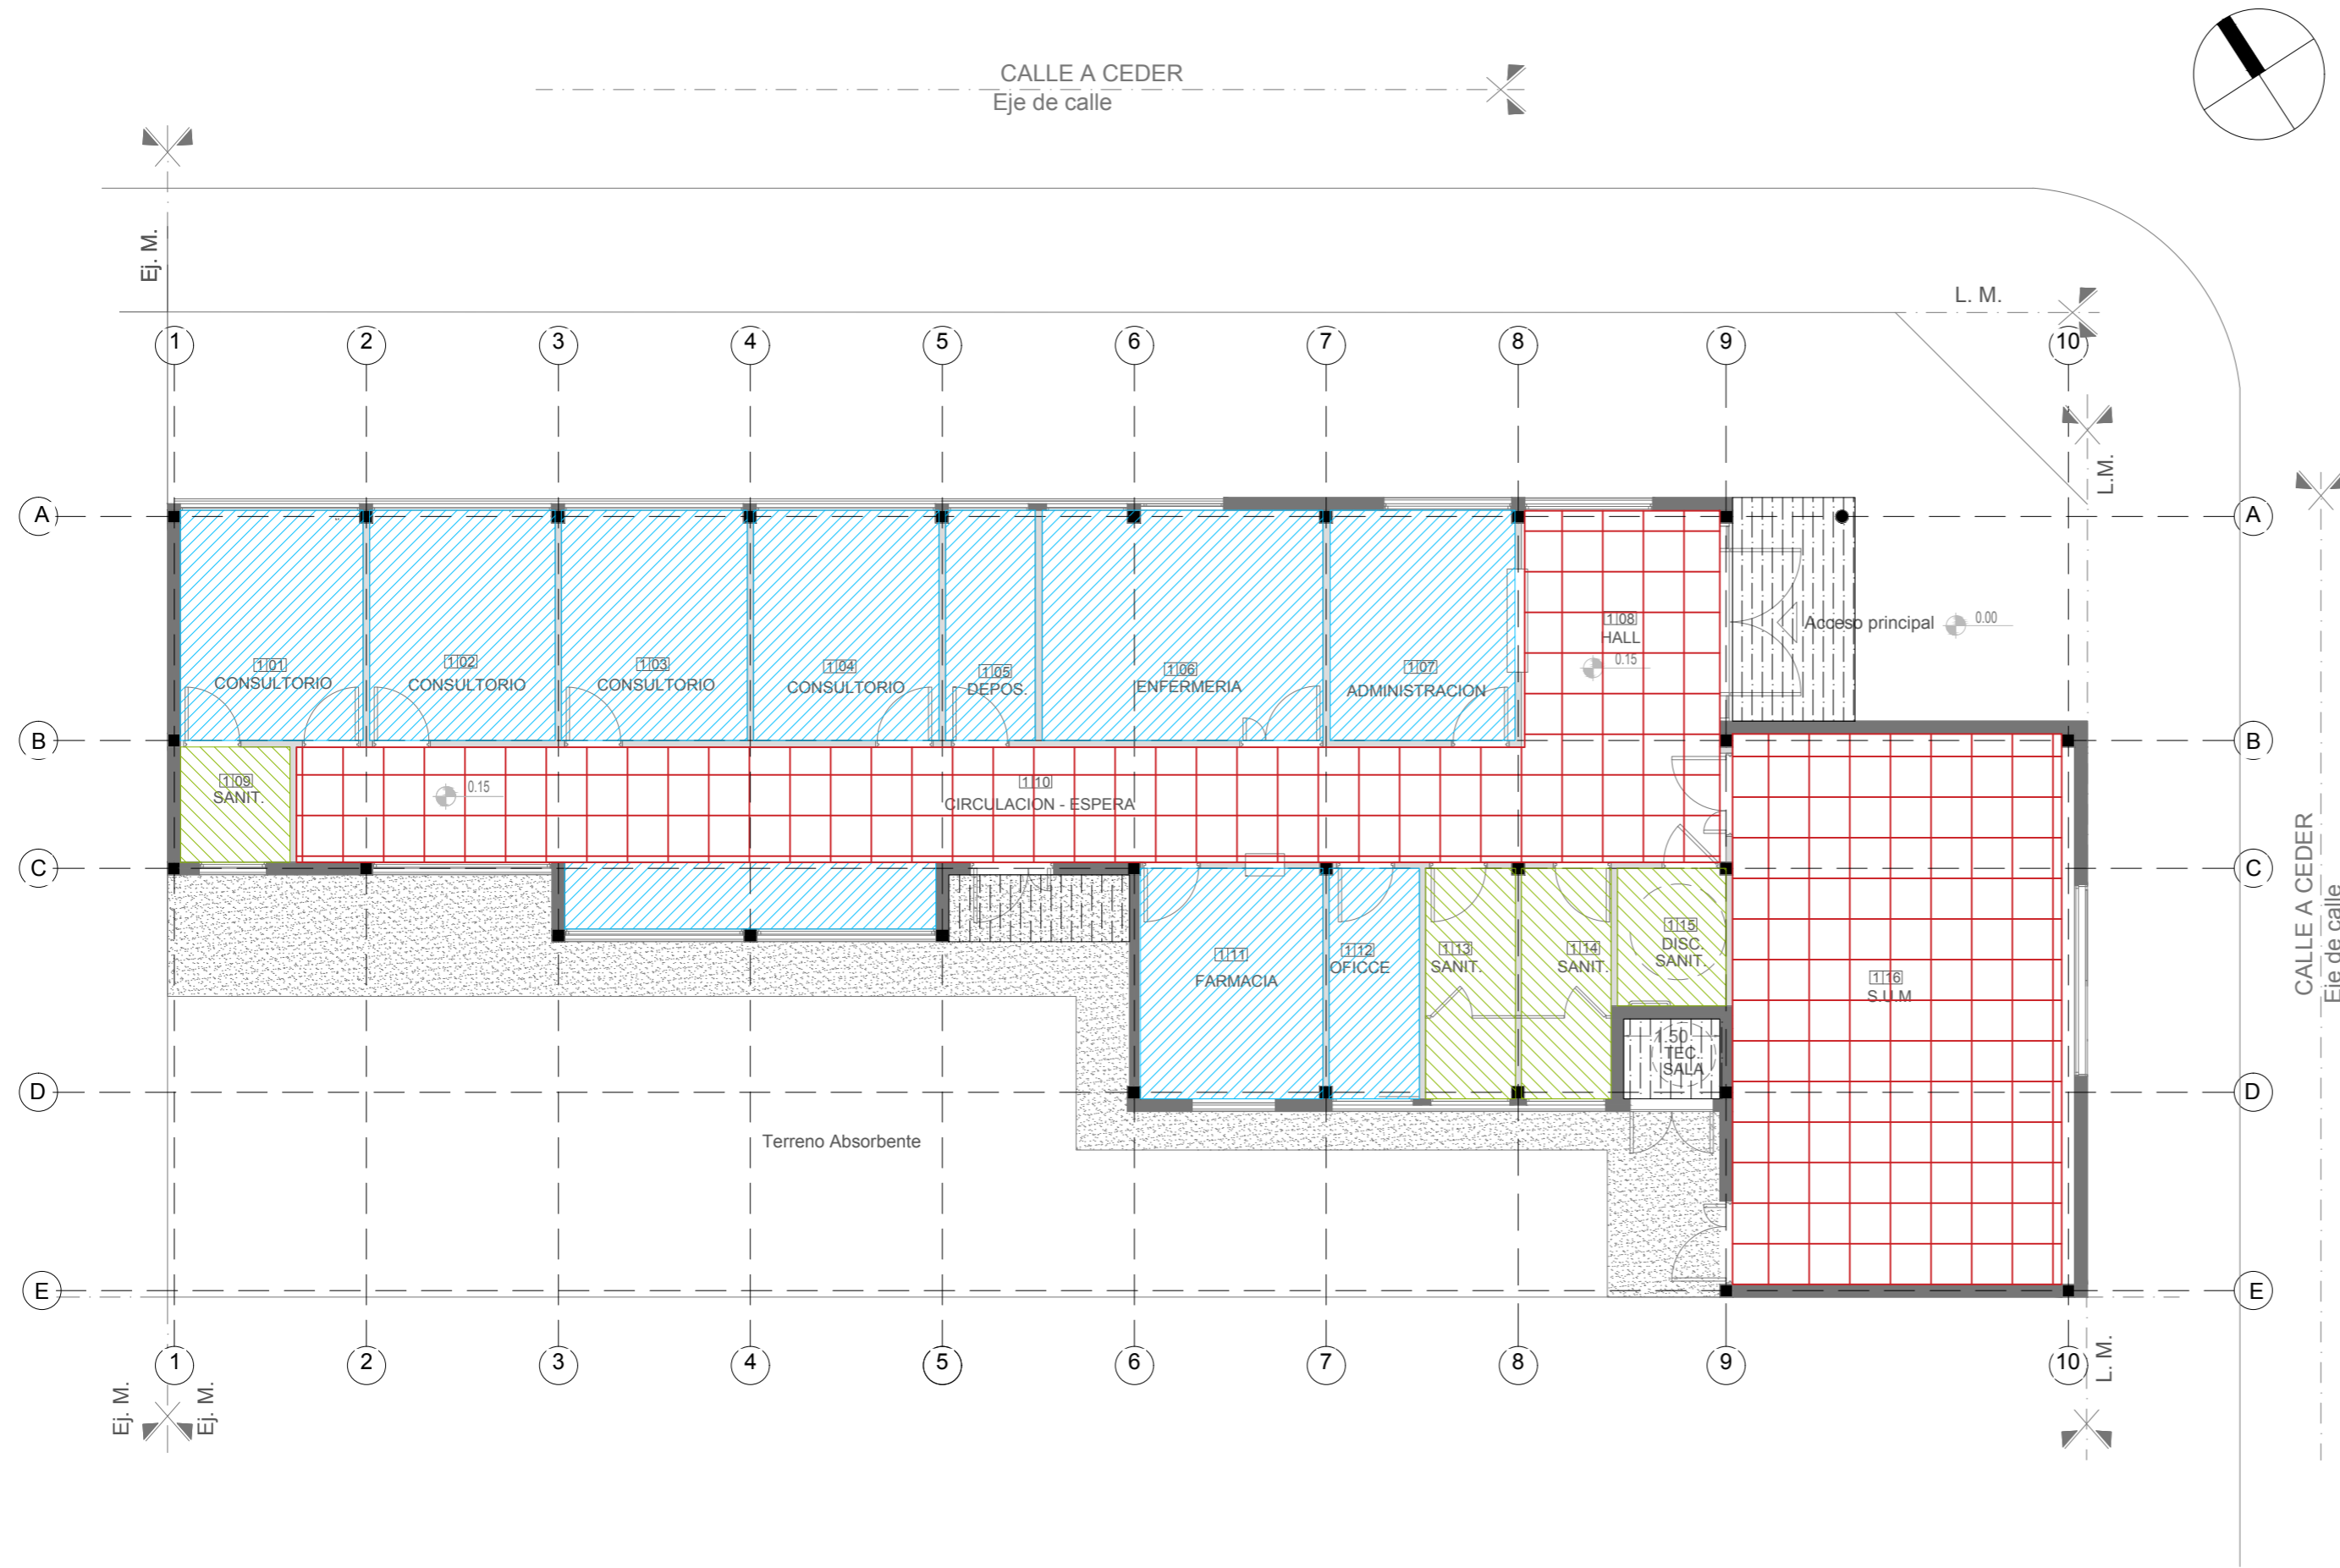 CALLE A CEDER
Eje de calle
Ej. M.
L. M.
1 2 3 4 5 6 7 8 9 10
L.M.
A A
1|01
CONSULTORIO
1|02
CONSULTORIO
1|03
CONSULTORIO
1|04
CONSULTORIO
1|05
DEPOS.
1|06
ENFERMERIA
1|07
ADMINISTRACION
1|08
HALL
0.15
Acceso principal 0.00
B B
1|09
SANIT.
0.15
1|10
CIRCULACION - ESPERA
C C
1|11
FARMACIA
1|12
OFICCE
1|13
SANIT.
1|14
SANIT.
1|15
DISC.
SANIT.
1|16
S.U.M
CALLE A CEDER
Eje de calle
1.50
TEC.
SALA
D D
Terreno Absorbente
E E
1 2 3 4 5 6 7 8 9 10
Ej. M.
Ej. M.
L. M.